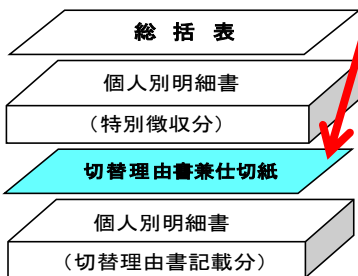 総括表
個人別明細書
（特別徴収分）
切替理由書兼仕切紙
個人別明細書
（切替理由書記載分）